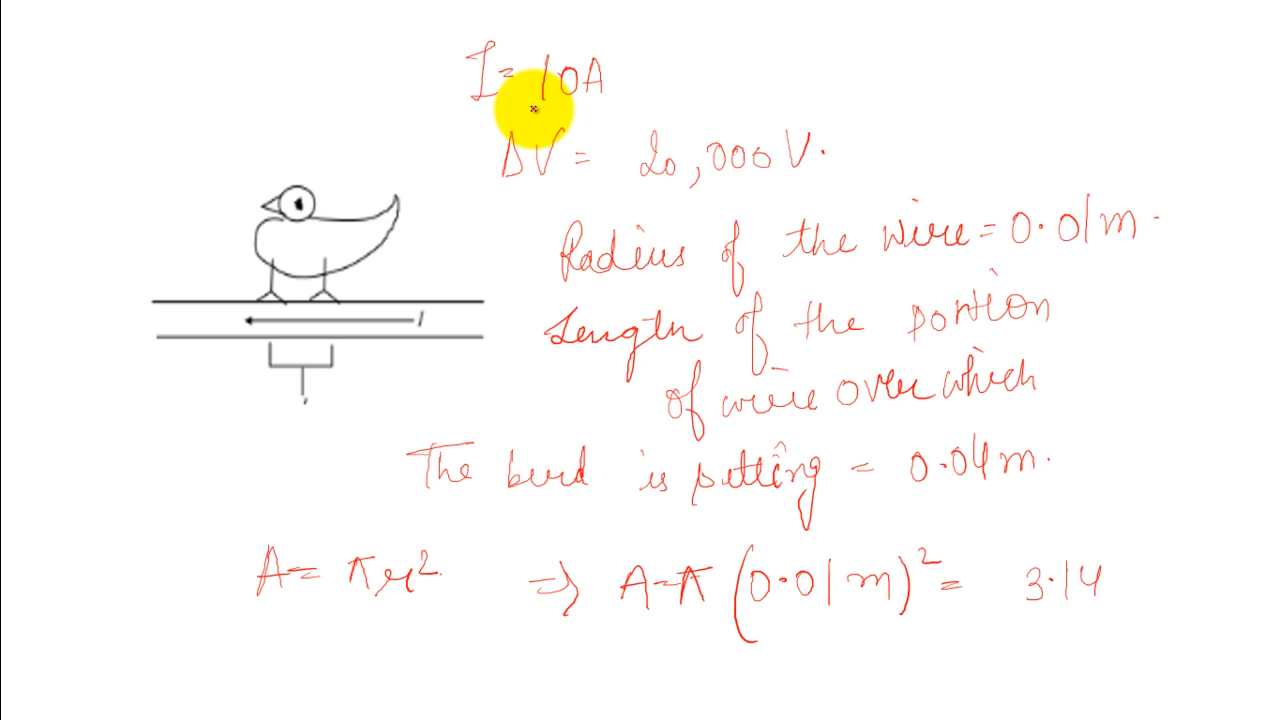 I = 10A
ΔV = 20,000 V.
Radius of the wire = 0.01m.
Length of the portion
of wire over which
The bird is sitting = 0.04m.
A = πr² ⇒ A = π (0.01m)² = 3.14
I